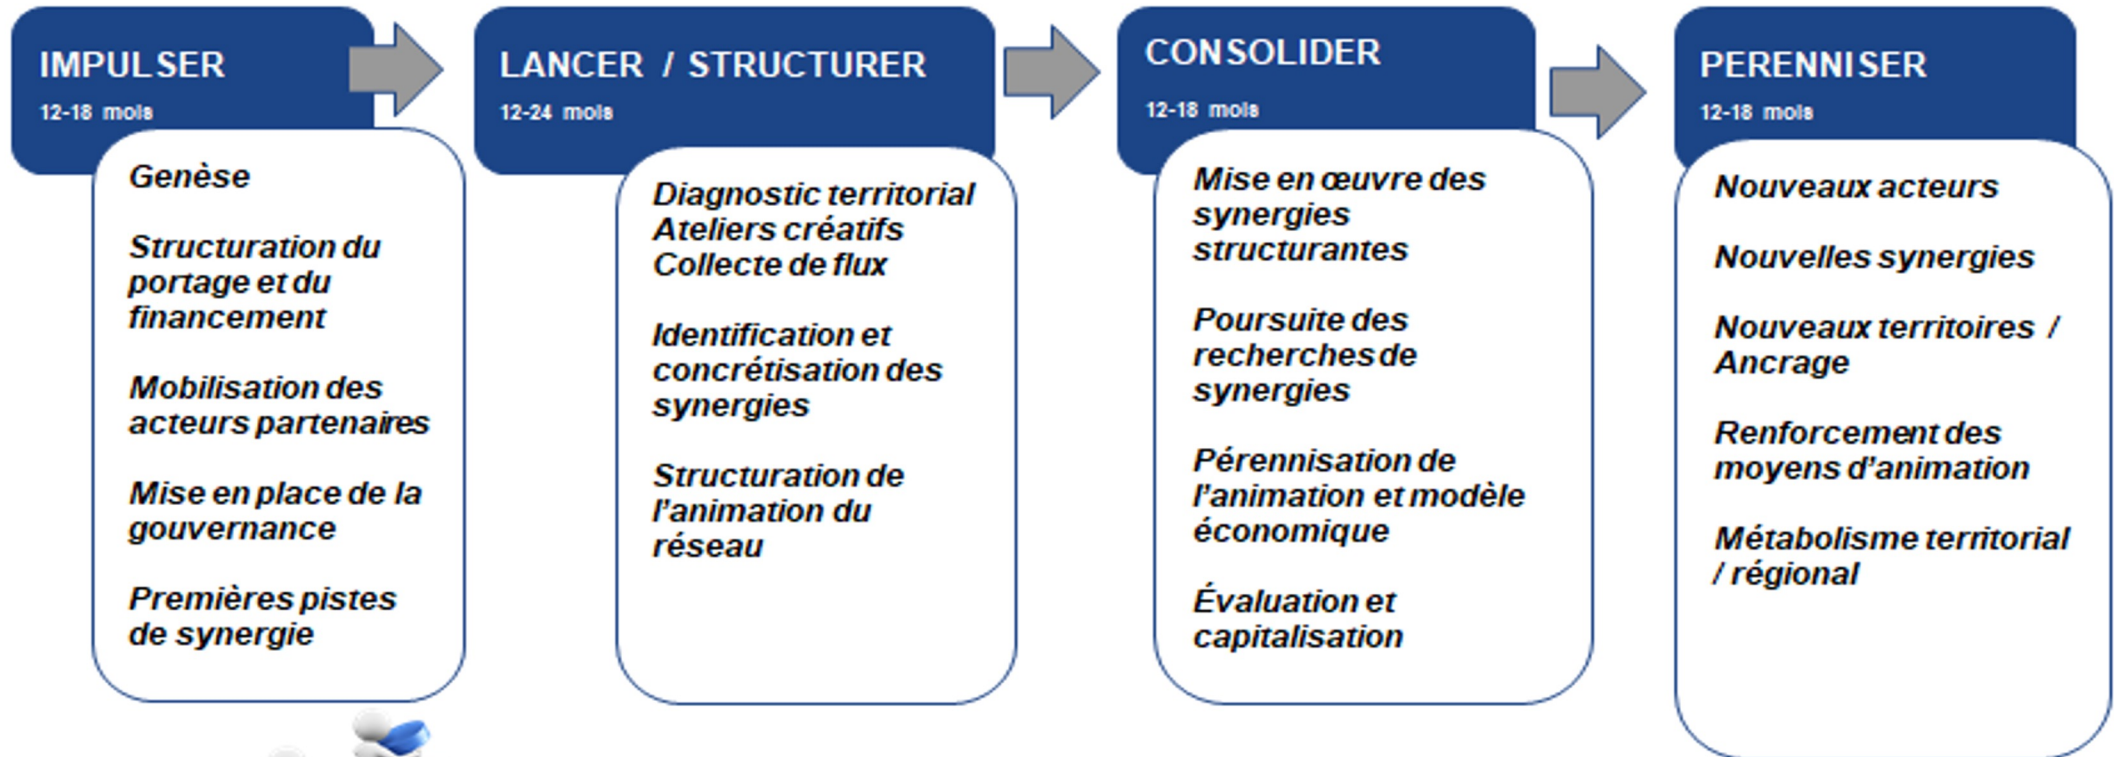 IMPULSER
12-18 mois
Genèse
Structuration du
portage et du
financement
Mobilisation des
acteurs partenaires
Mise en place de la
gouvernance
Premières pistes
de synergie
LANCER / STRUCTURER
12-24 mois
Diagnostic territorial
Ateliers créatifs
Collecte de flux
Identification et
concrétisation des
synergies
Structuration de
l’animation du
réseau
CONSOLIDER
12-18 mois
Mise en œuvre des
synergies
structurantes
Poursuite des
recherches de
synergies
Pérennisation de
l’animation et modèle
économique
Évaluation et
capitalisation
PERENNISER
12-18 mois
Nouveaux acteurs
Nouvelles synergies
Nouveaux territoires /
Ancrage
Renforcement des
moyens d’animation
Métabolisme territorial
/ régional